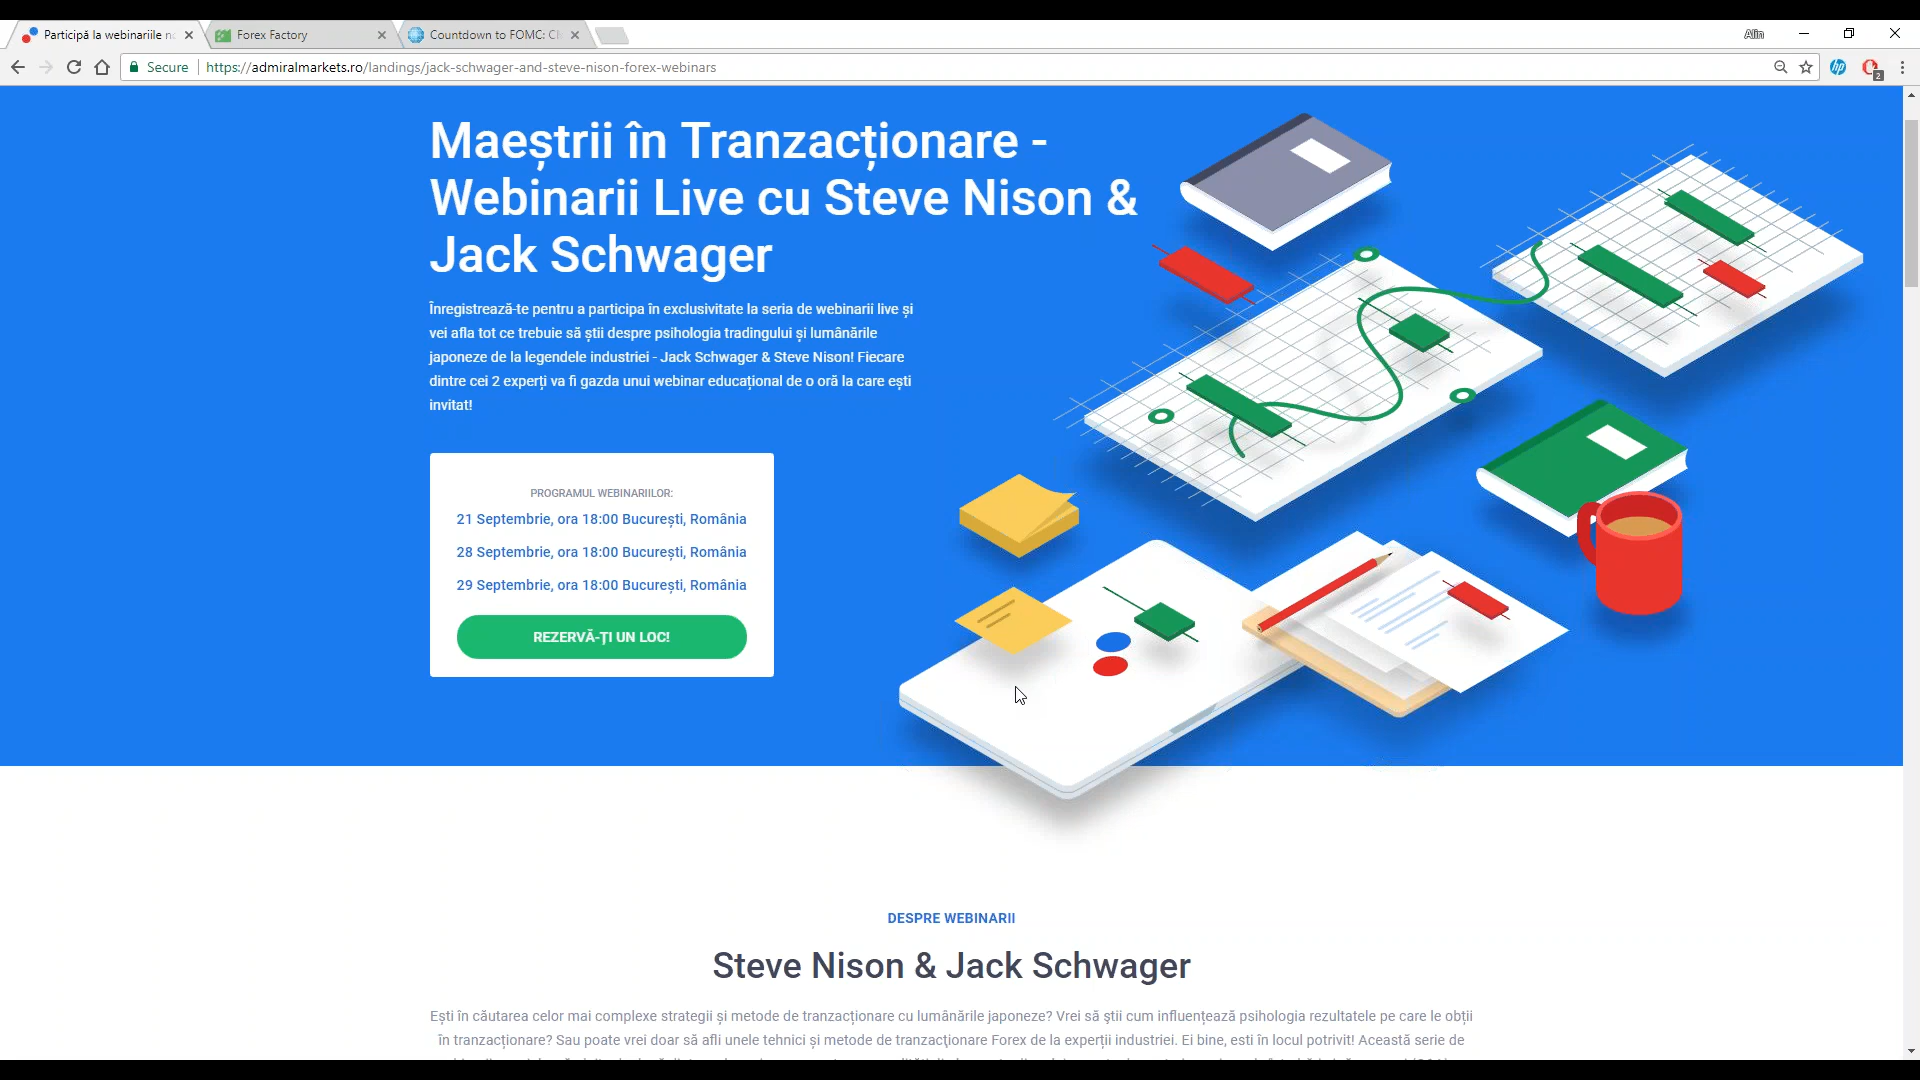 Participă la webinariile
Forex Factory
Countdown to FOMC:
Alin
Secure
https://admiralmarkets.ro/landings/jack-schwager-and-steve-nison-forex-webinars
hp
2
Maeștrii în Tranzacționare -
Webinarii Live cu Steve Nison &
Jack Schwager
Înregistrează-te pentru a participa în exclusivitate la seria de webinarii live și
vei afla tot ce trebuie să știi despre psihologia tradingului și lumânările
japoneze de la legendele industriei - Jack Schwager & Steve Nison! Fiecare
dintre cei 2 experți va fi gazda unui webinar educațional de o oră la care ești
invitat!
PROGRAMUL WEBINARIILOR:
21 Septembrie, ora 18:00 București, România
28 Septembrie, ora 18:00 București, România
29 Septembrie, ora 18:00 București, România
REZERVĂ-ȚI UN LOC!
DESPRE WEBINARII
Steve Nison & Jack Schwager
Ești în căutarea celor mai complexe strategii și metode de tranzacționare cu lumânările japoneze? Vrei să ştii cum influențează psihologia rezultatele pe care le obții
în tranzacționare? Sau poate vrei doar să afli unele tehnici și metode de tranzacţionare Forex de la experții industriei. Ei bine, esti în locul potrivit! Această serie de